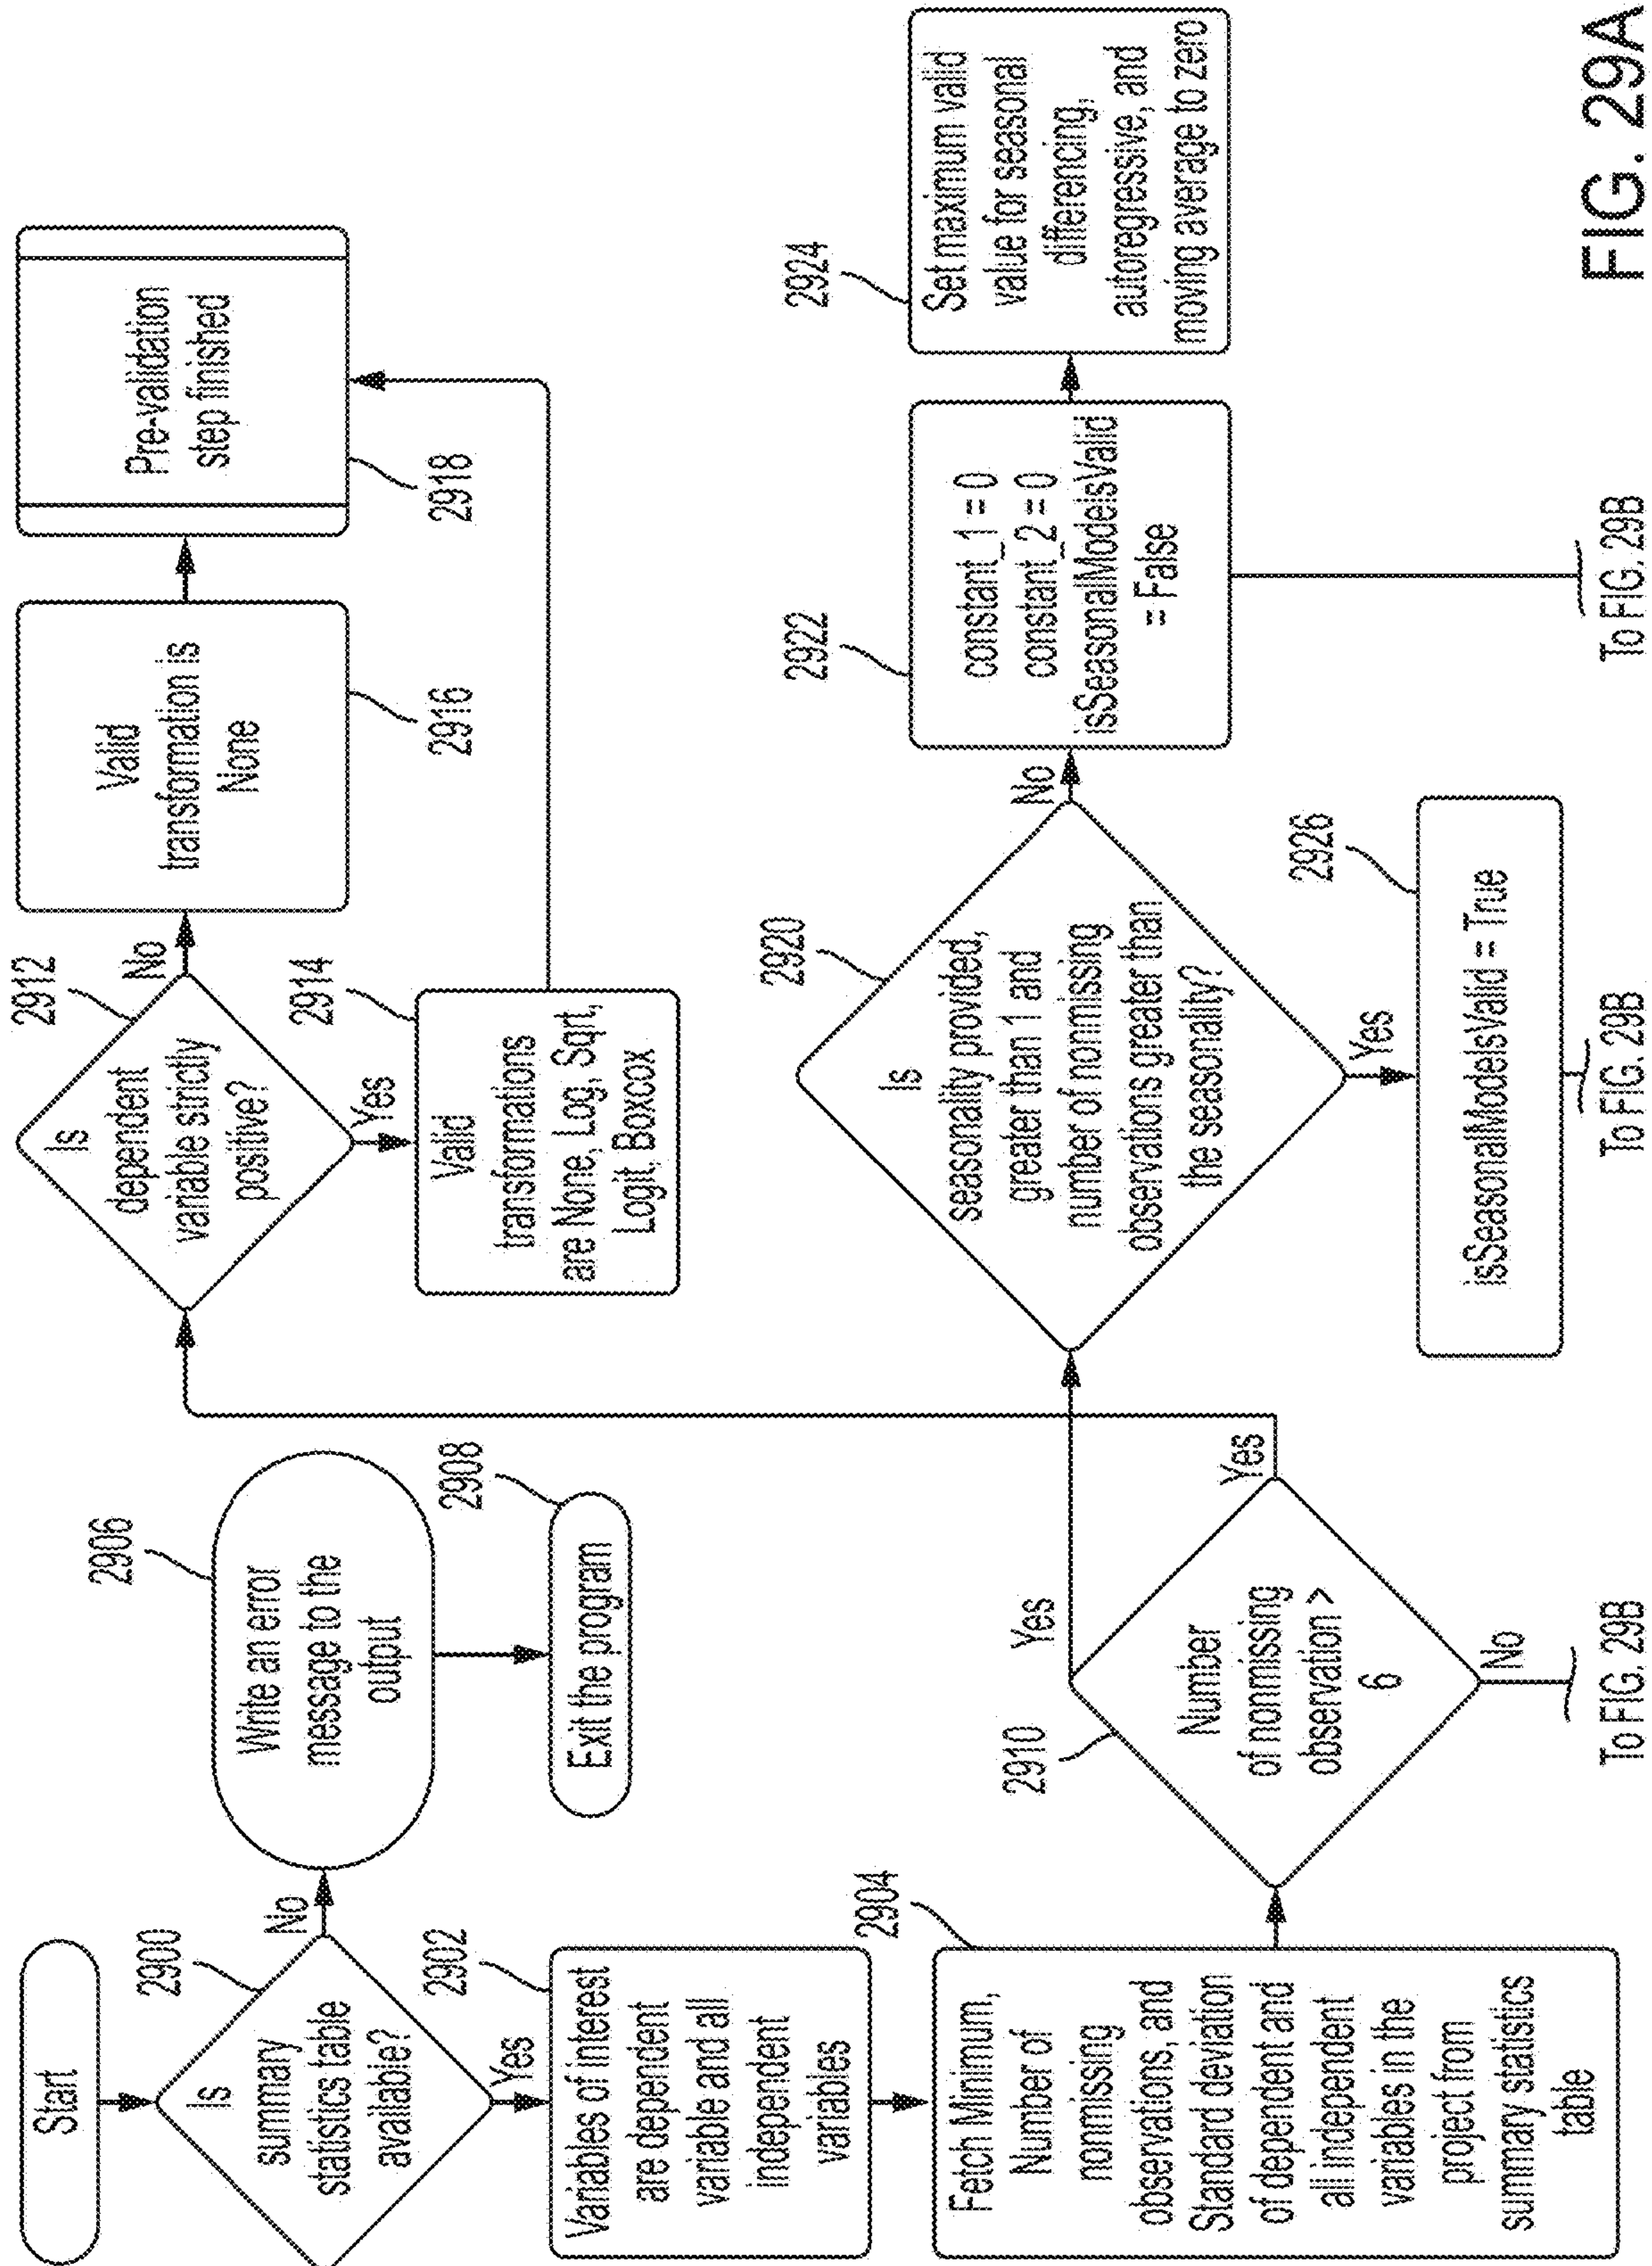 Start
2900
Is
summary
statistics table
available?
No
Yes
2906
Write an error
message to the
output
2908
Exit the program
2902
Variables of interest
are dependent
variable and all
independent
variables
2904
Fetch Minimum,
Number of
nonmissing
observations, and
Standard deviation
of dependent and
all independent
variables in the
project from
summary statistics
table
2910
Number
of nonmissing
observation >
6
Yes
Yes
No
To FIG. 29B
2912
Is
dependent
variable strictly
positive?
No
Yes
2914
Valid
transformations
are None, Log, Sqrt,
Logit, Boxcox
Valid
transformation is
None
2916
Pre-validation
step finished
2918
2920
Is
seasonality provided,
greater than 1 and
number of nonmissing
observations greater than
the seasonality?
No
Yes
2926
isSeasonalModelsValid = True
To FIG. 29B
2922
constant_1 = 0
constant_2 = 0
isSeasonalModelsValid
= False
To FIG. 29B
2924
Set maximum valid
value for seasonal
differencing,
autoregressive, and
moving average to zero
FIG. 29A